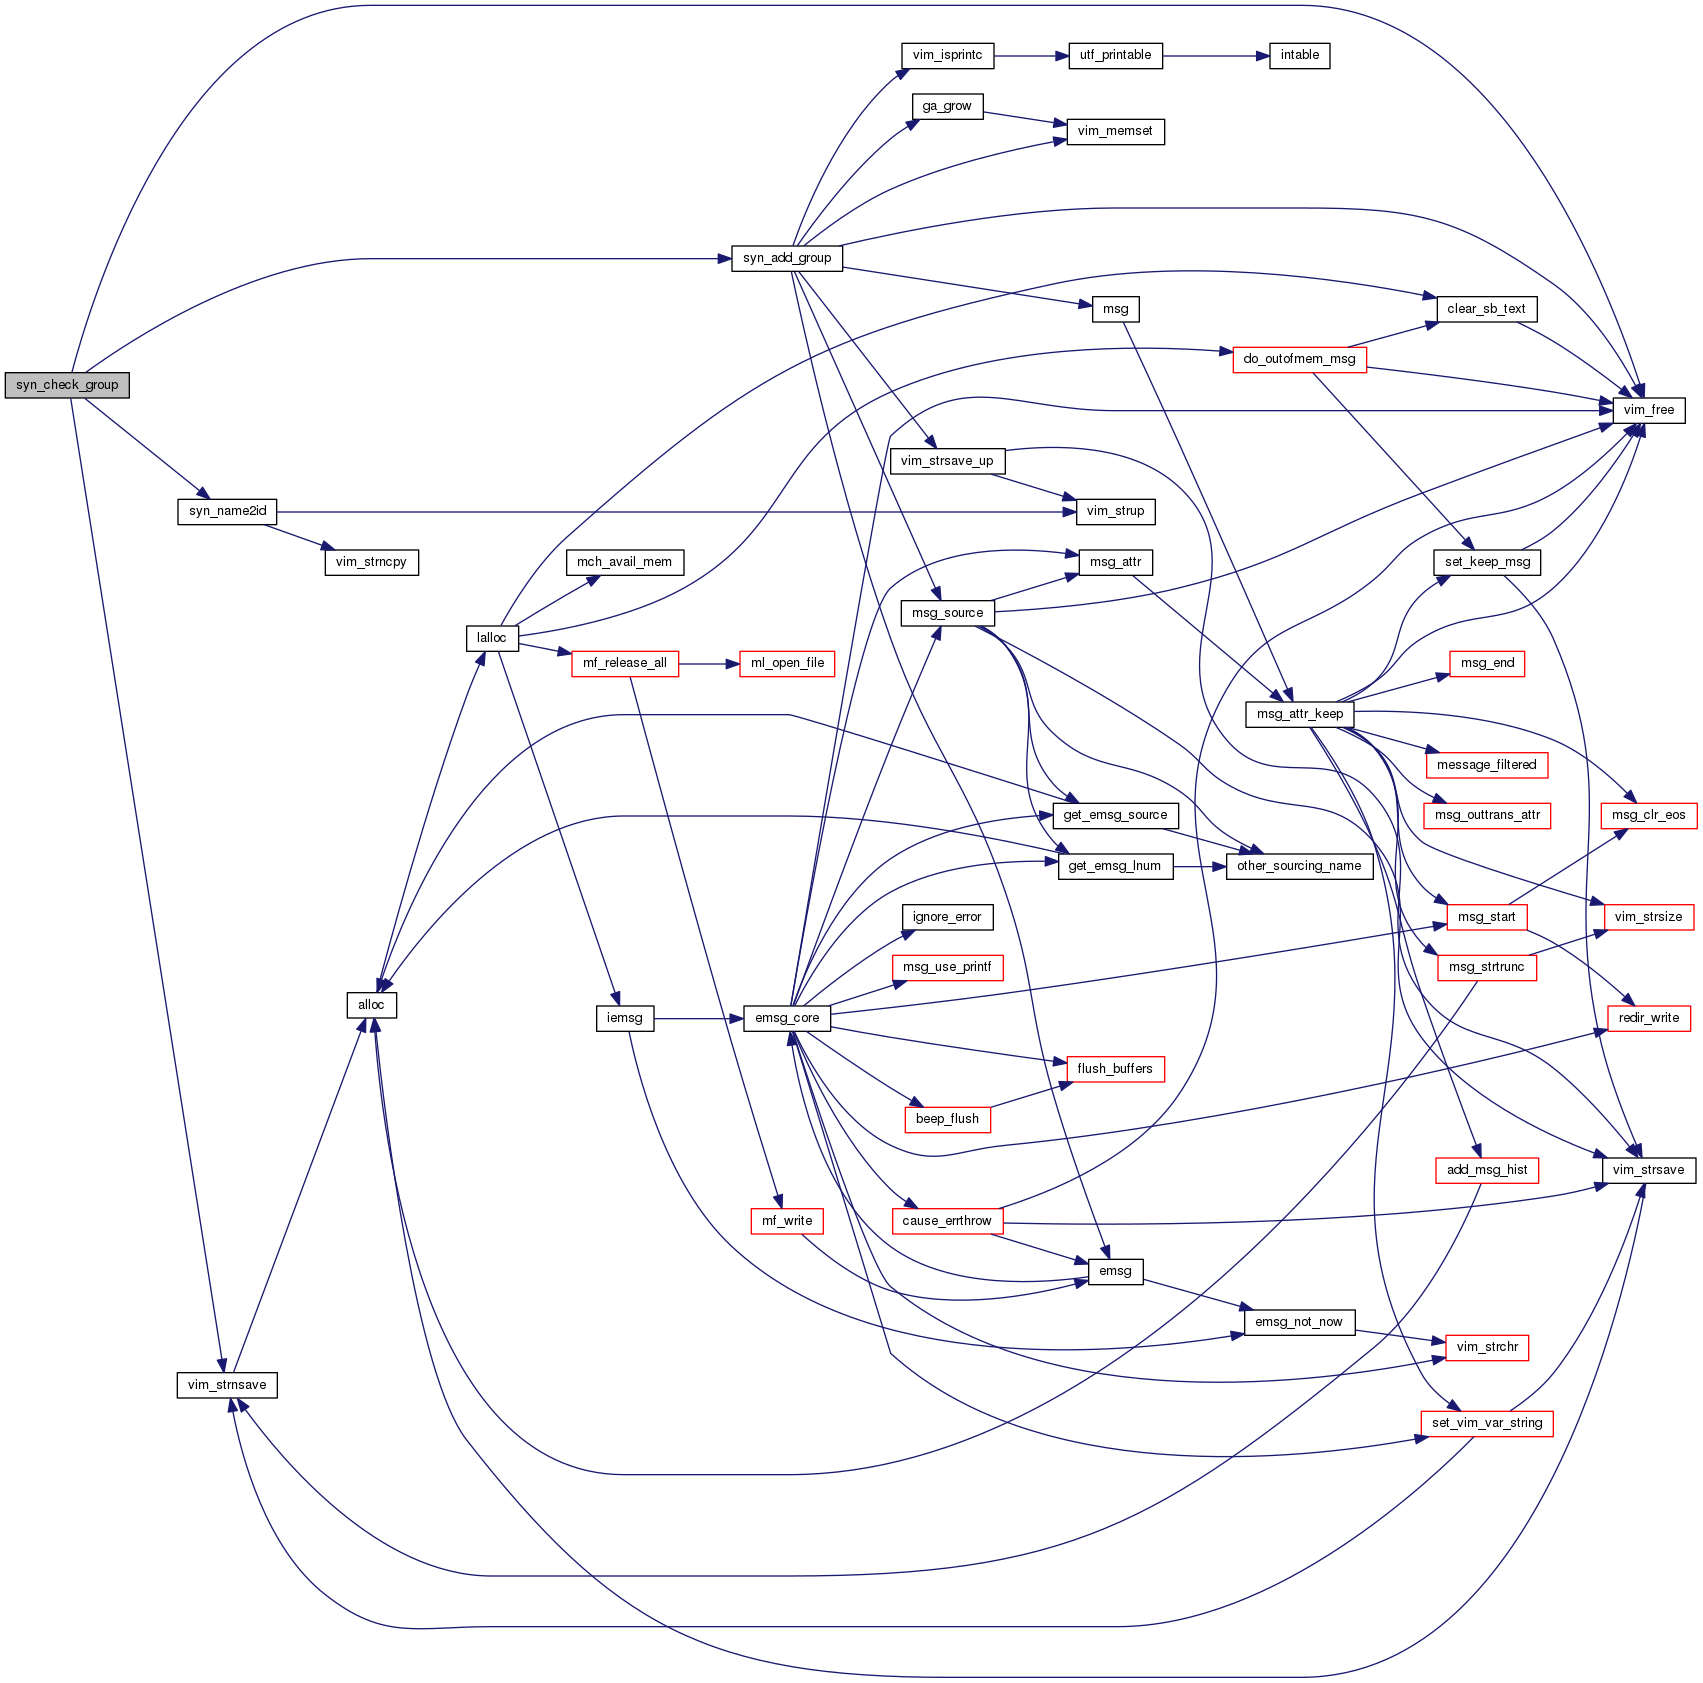 vim_isprintc
utf_printable
intable
ga_grow
vim_memset
syn_add_group
msg
clear_sb_text
do_outofmem_msg
syn_check_group
vim_free
vim_strsave_up
syn_name2id
vim_strup
vim_strncpy
mch_avail_mem
msg_attr
set_keep_msg
msg_source
lalloc
mf_release_all
ml_open_file
msg_end
msg_attr_keep
message_filtered
get_emsg_source
msg_outtrans_attr
msg_clr_eos
get_emsg_lnum
other_sourcing_name
ignore_error
msg_start
vim_strsize
msg_use_printf
msg_strtrunc
alloc
iemsg
emsg_core
redir_write
flush_buffers
beep_flush
add_msg_hist
vim_strsave
mf_write
cause_errthrow
emsg
emsg_not_now
vim_strchr
vim_strnsave
set_vim_var_string